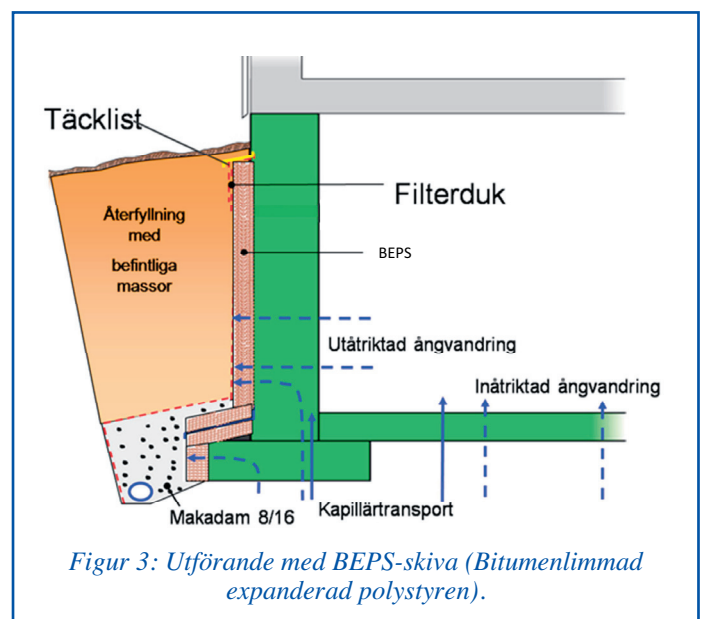 Täcklist
Filterduk
Återfyllning
med
befintliga
massor
BEPS
Utåtriktad ångvandring
Inåtriktad ångvandring
Makadam 8/16
Kapillärtransport
Figur 3: Utförande med BEPS-skiva (Bitumenlimmad
expanderad polystyren).